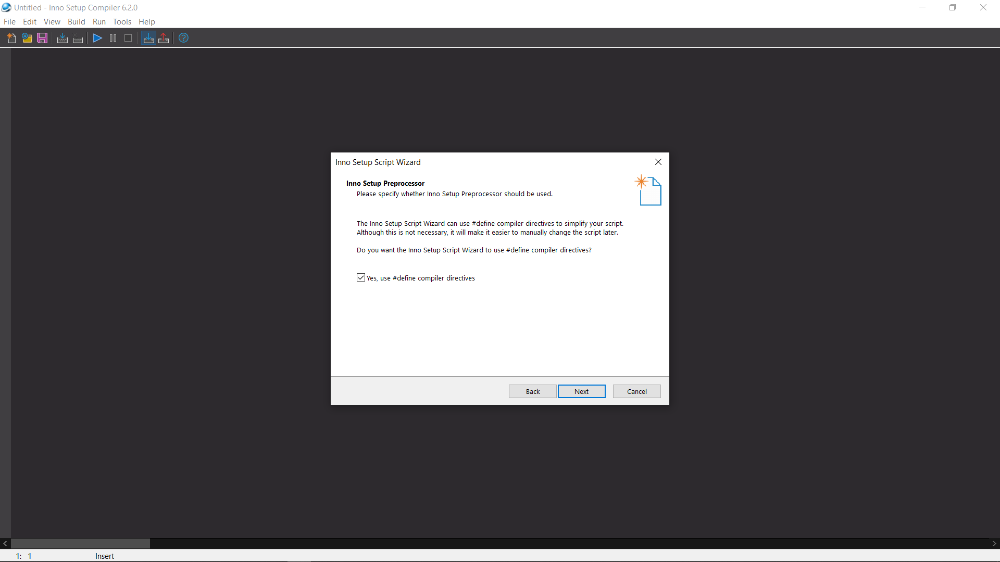 Untitled - Inno Setup Compiler 6.2.0
File Edit View Build Run Tools Help
Inno Setup Script Wizard
Inno Setup Preprocessor
Please specify whether Inno Setup Preprocessor should be used.
The Inno Setup Script Wizard can use #define compiler directives to simplify your script.
Although this is not necessary, it will make it easier to manually change the script later.
Do you want the Inno Setup Script Wizard to use #define compiler directives?
Yes, use #define compiler directives
Back Next Cancel
1: 1 Insert